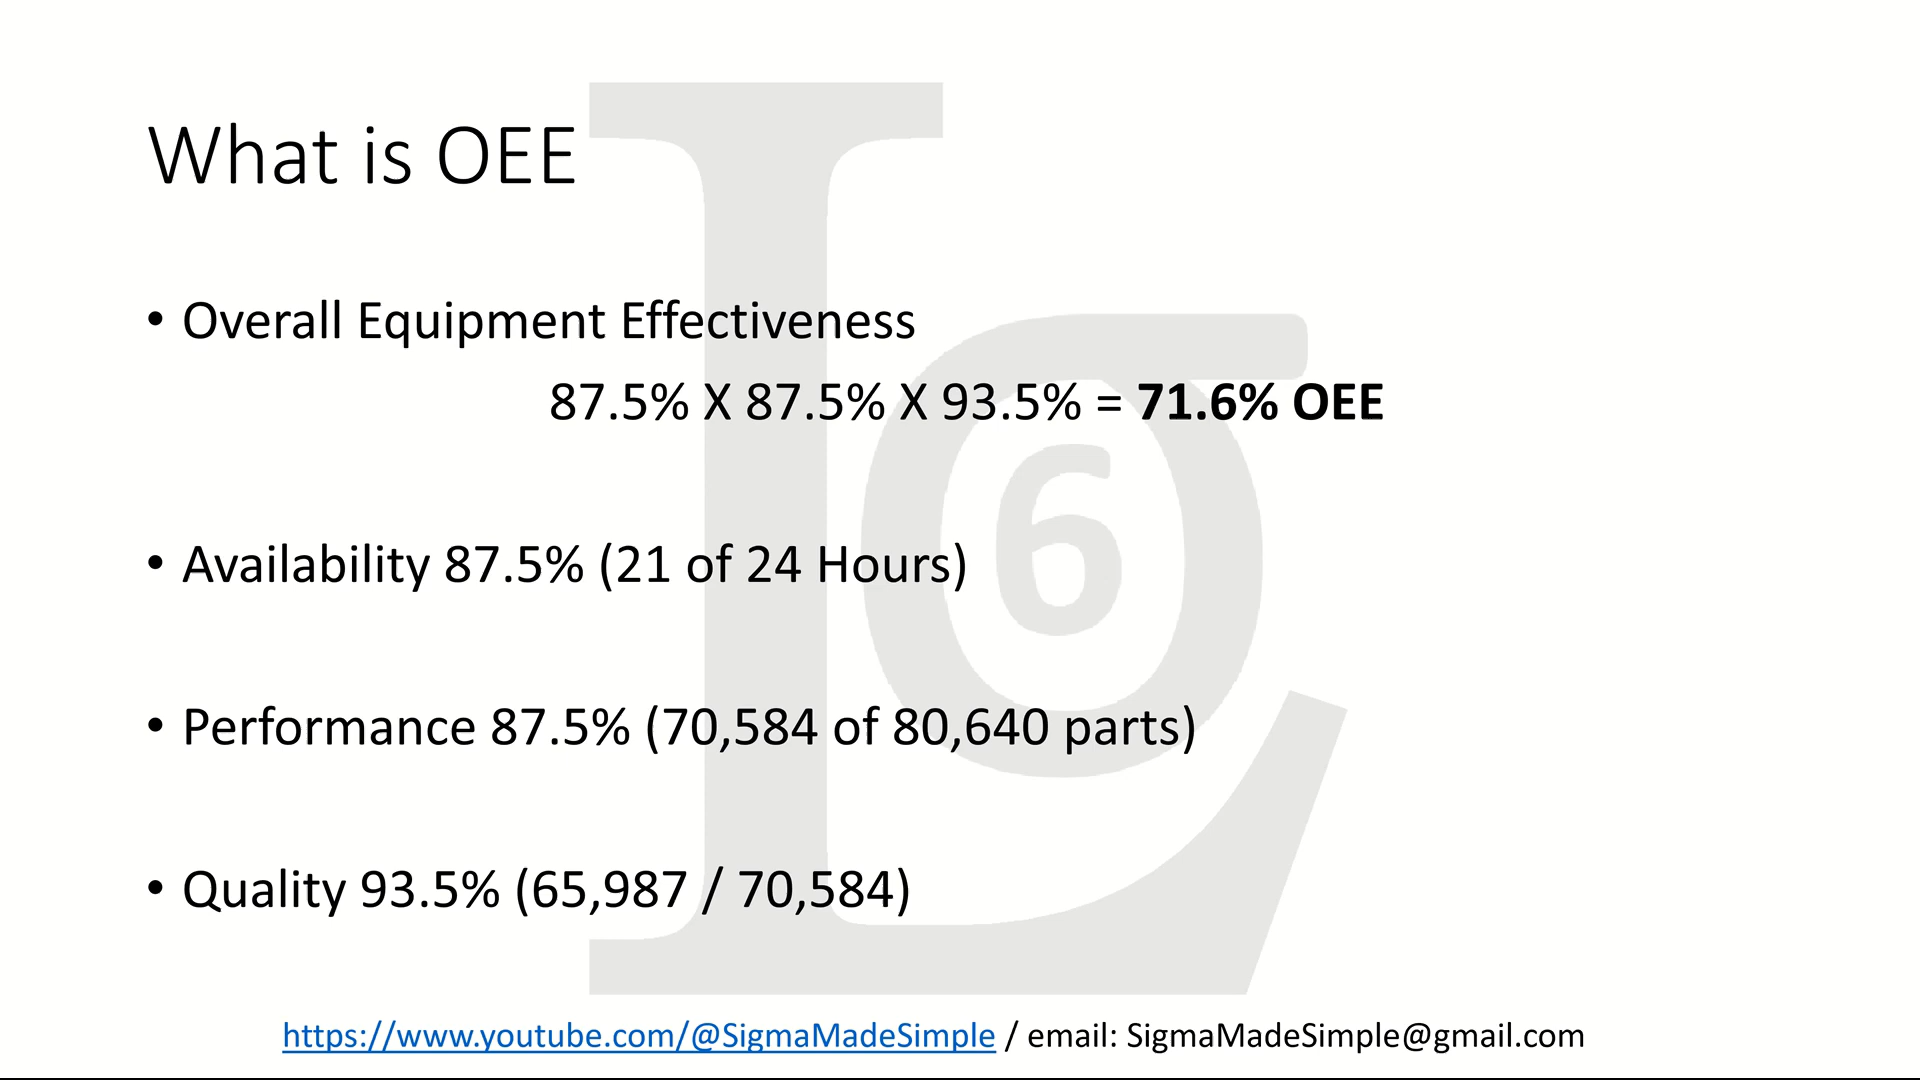 What is OEE
• Overall Equipment Effectiveness
87.5% X 87.5% X 93.5% = 71.6% OEE
• Availability 87.5% (21 of 24 Hours)
• Performance 87.5% (70,584 of 80,640 parts)
• Quality 93.5% (65,987 / 70,584)
https://www.youtube.com/@SigmaMadeSimple / email: SigmaMadeSimple@gmail.com